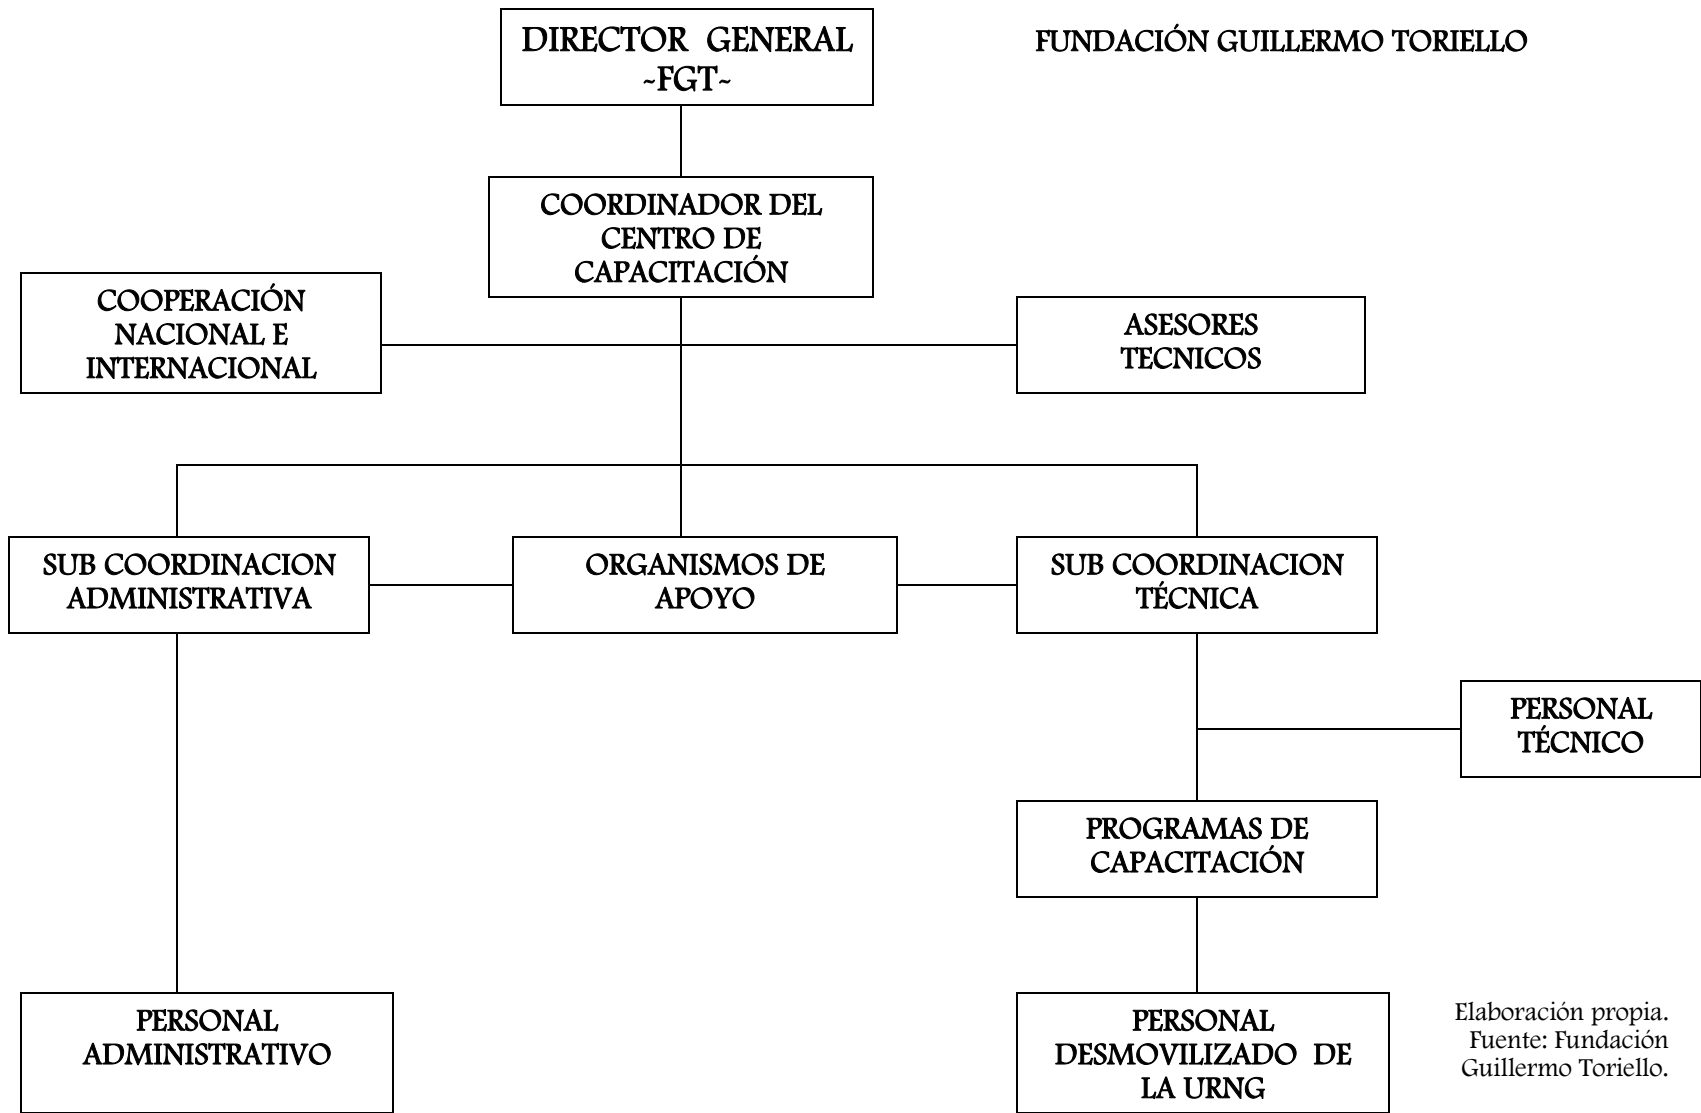 DIRECTOR GENERAL
~FGT~
FUNDACIÓN GUILLERMO TORIELLO
COORDINADOR DEL
CENTRO DE
CAPACITACIÓN
COOPERACIÓN
NACIONAL E
INTERNACIONAL
ASESORES
TECNICOS
SUB COORDINACION
ADMINISTRATIVA
ORGANISMOS DE
APOYO
SUB COORDINACION
TÉCNICA
PERSONAL
TÉCNICO
PROGRAMAS DE
CAPACITACIÓN
PERSONAL
ADMINISTRATIVO
PERSONAL
DESMOVILIZADO DE
LA URNG
Elaboración propia.
Fuente: Fundación
Guillermo Toriello.